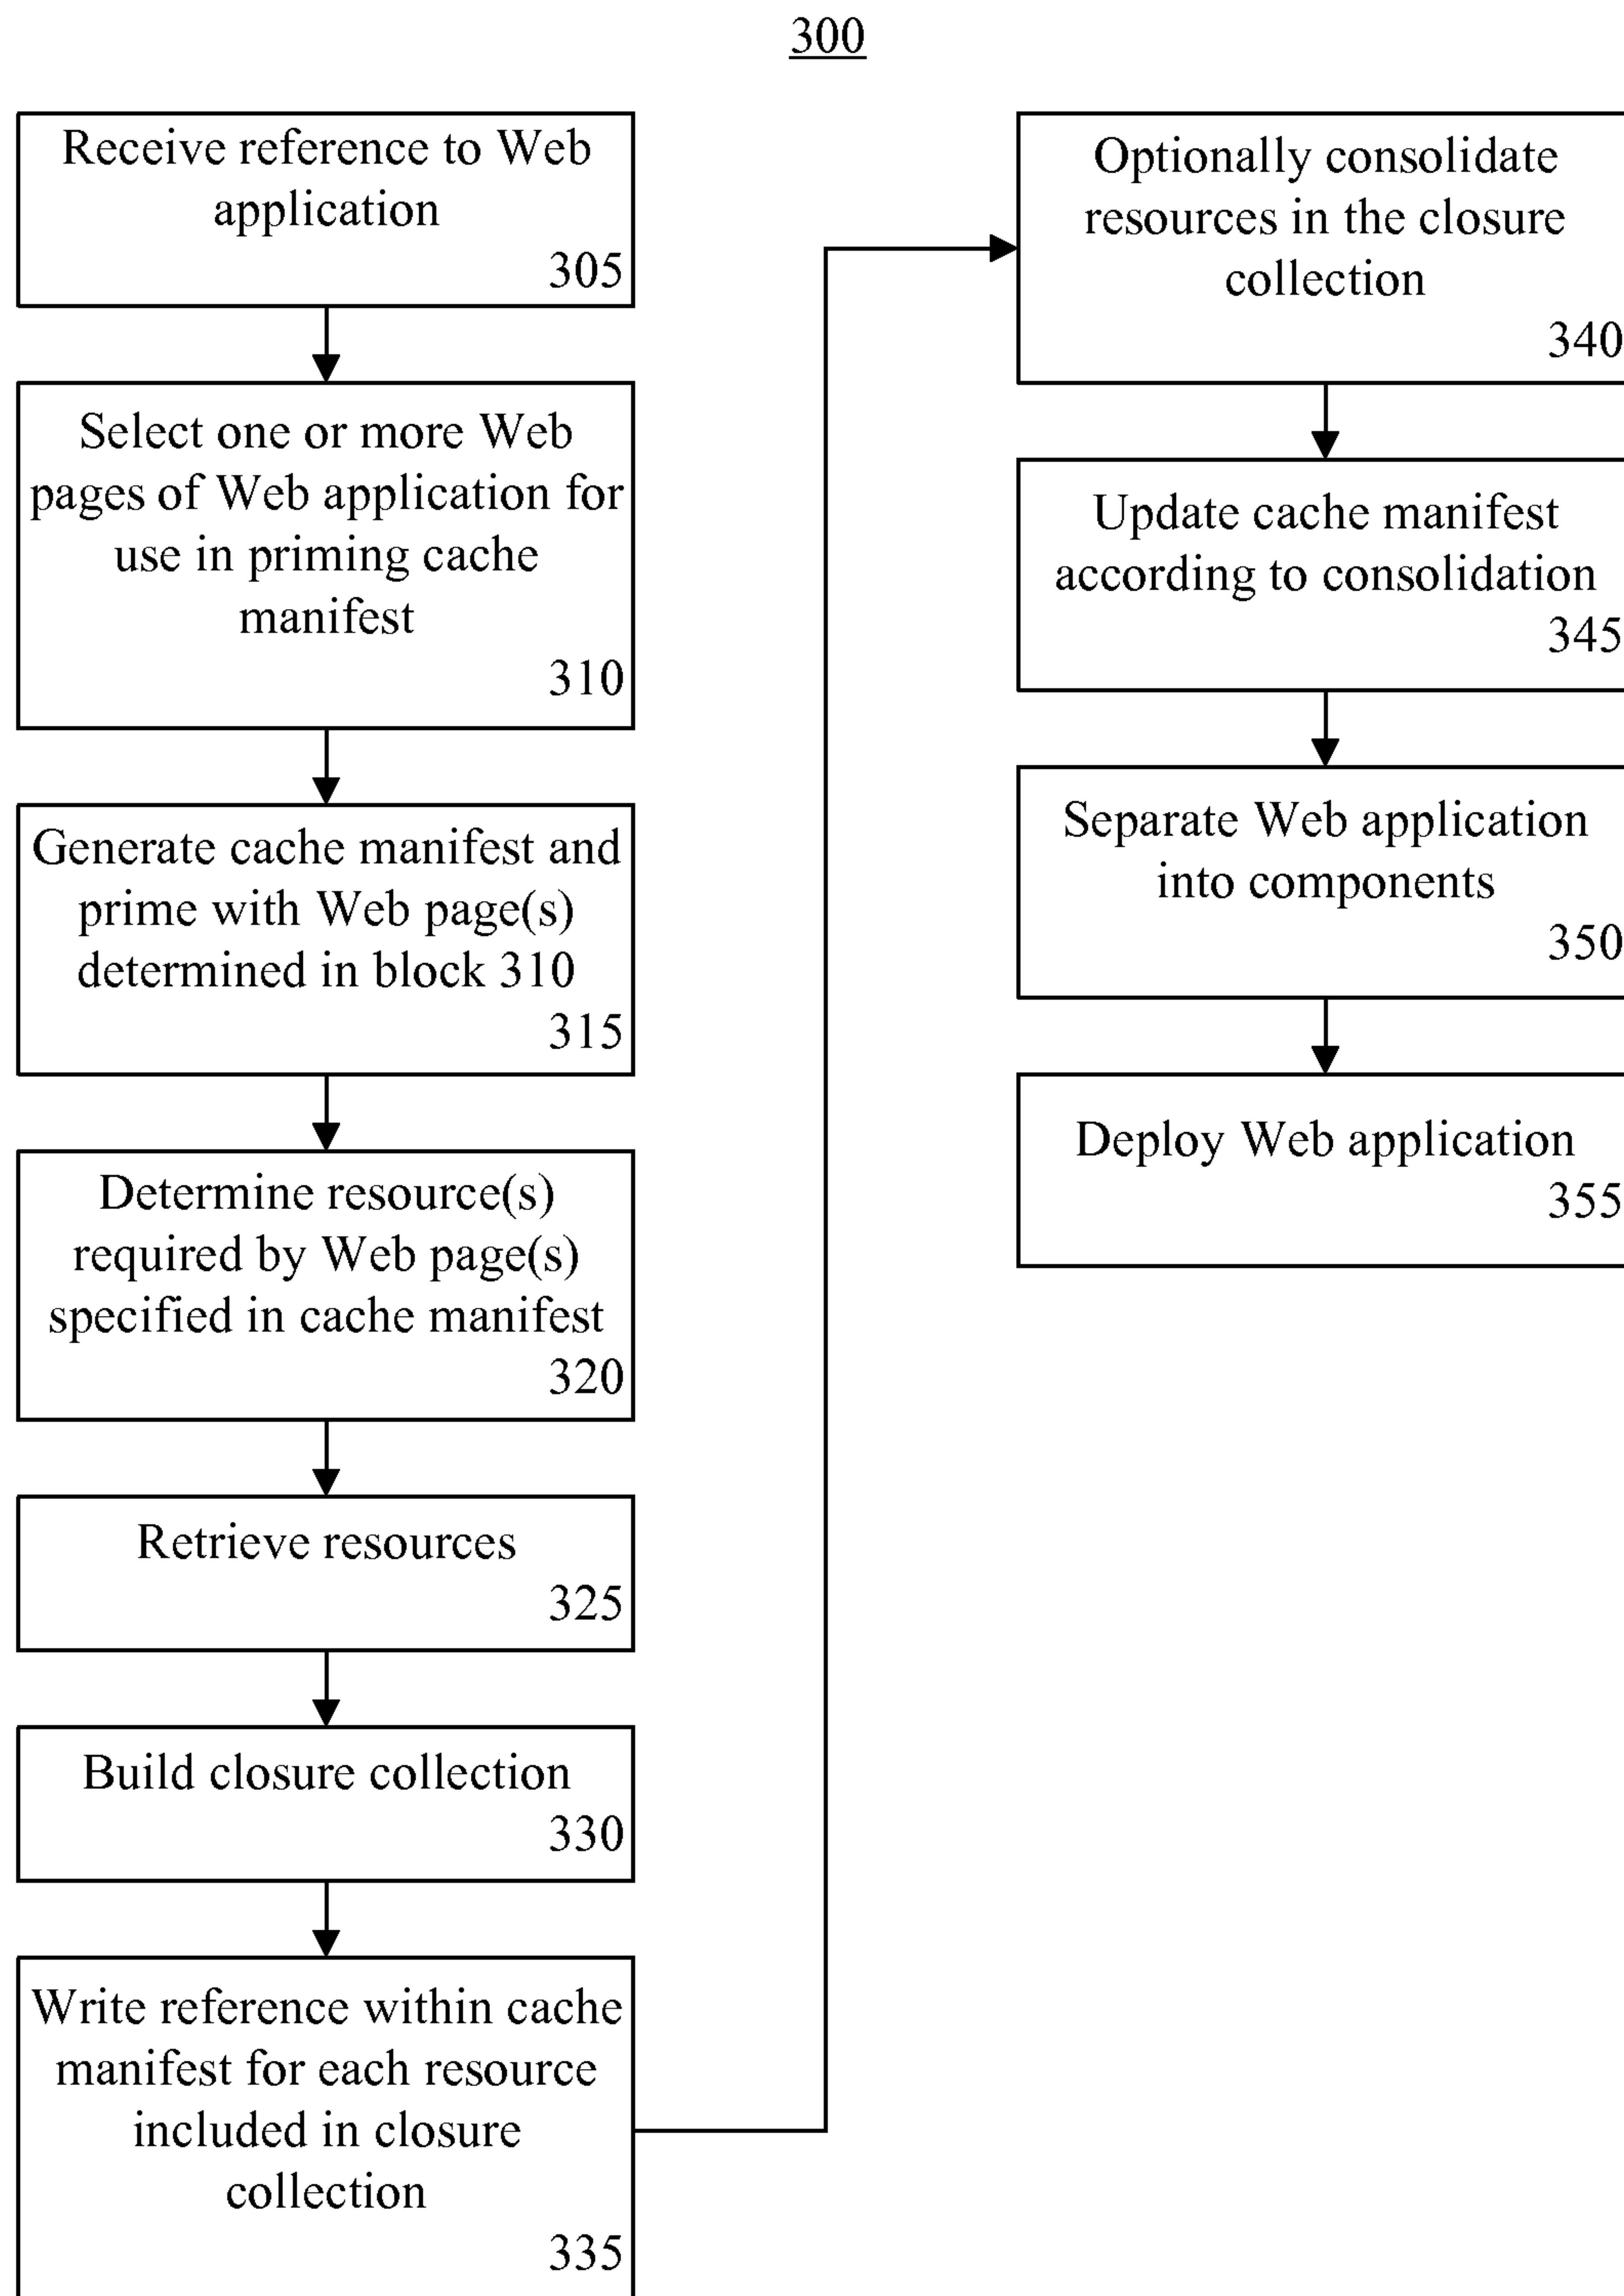 300
Receive reference to Web
application
305
Select one or more Web
pages of Web application for
use in priming cache
manifest
310
Generate cache manifest and
prime with Web page(s)
determined in block 310
315
Determine resource(s)
required by Web page(s)
specified in cache manifest
320
Retrieve resources
325
Build closure collection
330
Write reference within cache
manifest for each resource
included in closure
collection
335
Optionally consolidate
resources in the closure
collection
340
Update cache manifest
according to consolidation
345
Separate Web application
into components
350
Deploy Web application
355